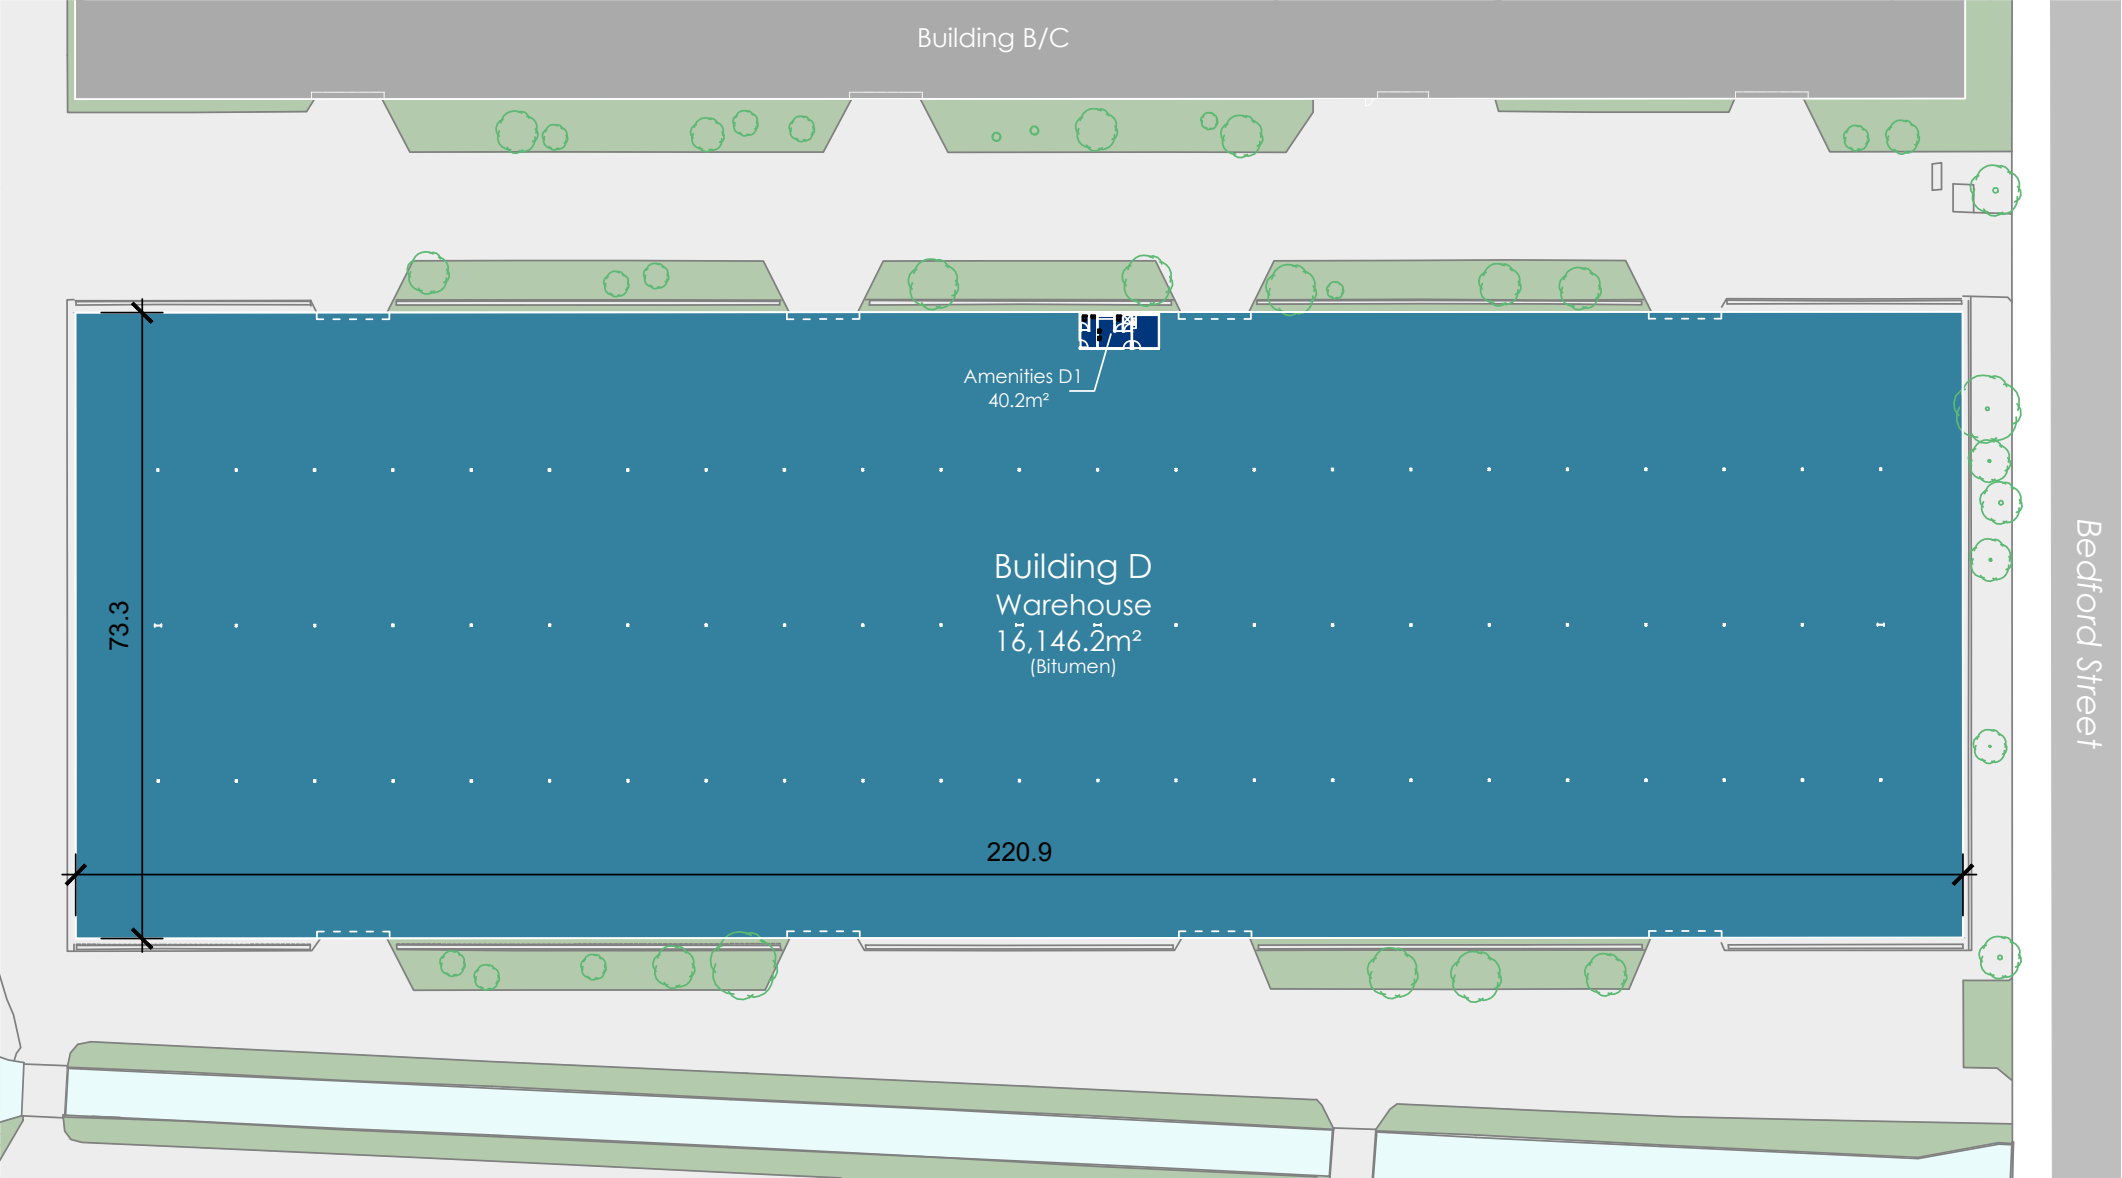 Building B/C
Amenities D1
40.2m²
Building D
Warehouse
16,146.2m²
(Bitumen)
73.3
220.9
Bedford Street